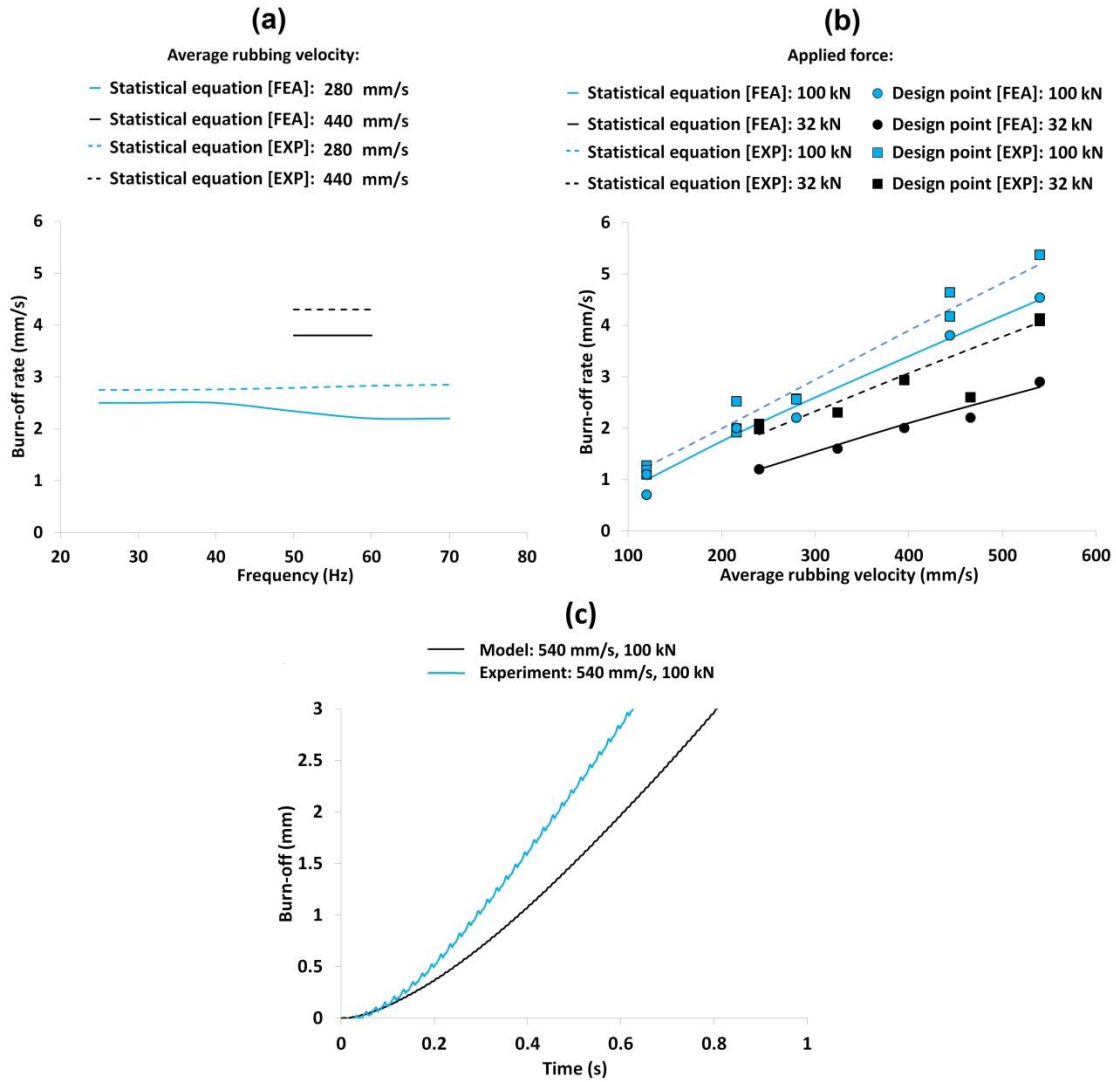 (a)
Average rubbing velocity:
Statistical equation [FEA]: 280 mm/s
Statistical equation [FEA]: 440 mm/s
Statistical equation [EXP]: 280 mm/s
Statistical equation [EXP]: 440 mm/s
6
5
4
3
2
1
0
Burn-off rate (mm/s)
20 30 40 50 60 70 80
Frequency (Hz)
(b)
Applied force:
Statistical equation [FEA]: 100 kN Design point [FEA]: 100 kN
Statistical equation [FEA]: 32 kN Design point [FEA]: 32 kN
Statistical equation [EXP]: 100 kN Design point [EXP]: 100 kN
Statistical equation [EXP]: 32 kN Design point [EXP]: 32 kN
6
5
4
3
2
1
0
Burn-off rate (mm/s)
100 200 300 400 500 600
Average rubbing velocity (mm/s)
(c)
Model: 540 mm/s, 100 kN
Experiment: 540 mm/s, 100 kN
3
2.5
2
1.5
1
0.5
0
Burn-off (mm)
0 0.2 0.4 0.6 0.8 1
Time (s)